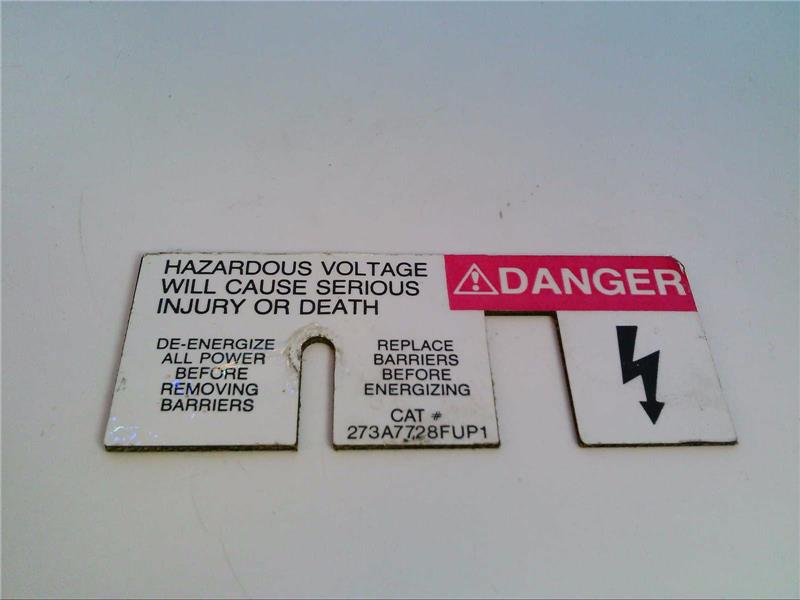 HAZARDOUS VOLTAGE
WILL CAUSE SERIOUS
INJURY OR DEATH
DANGER
DE-ENERGIZE
ALL POWER
BEFORE
REMOVING
BARRIERS
REPLACE
BARRIERS
BEFORE
ENERGIZING
CAT #
273A7728FUP1